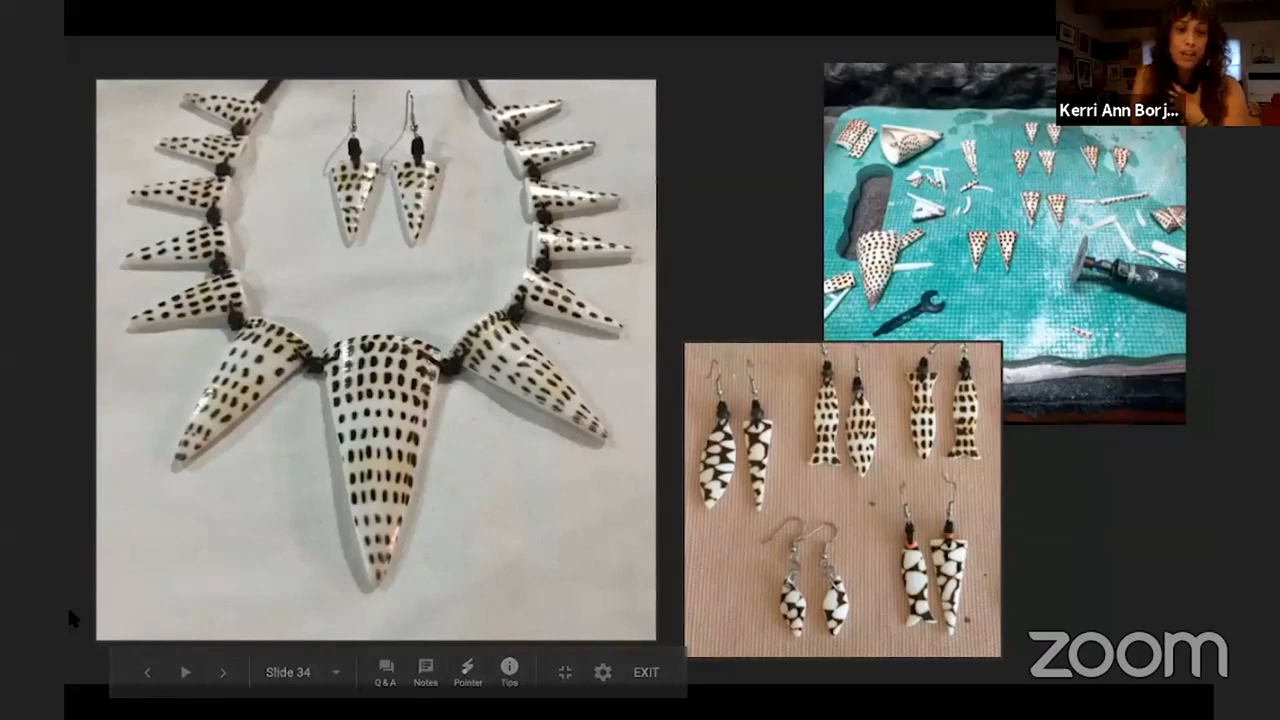 Kerri Ann Borj...
Slide 34
Q&A
Notes
Pointer
Tips
EXIT
zoom